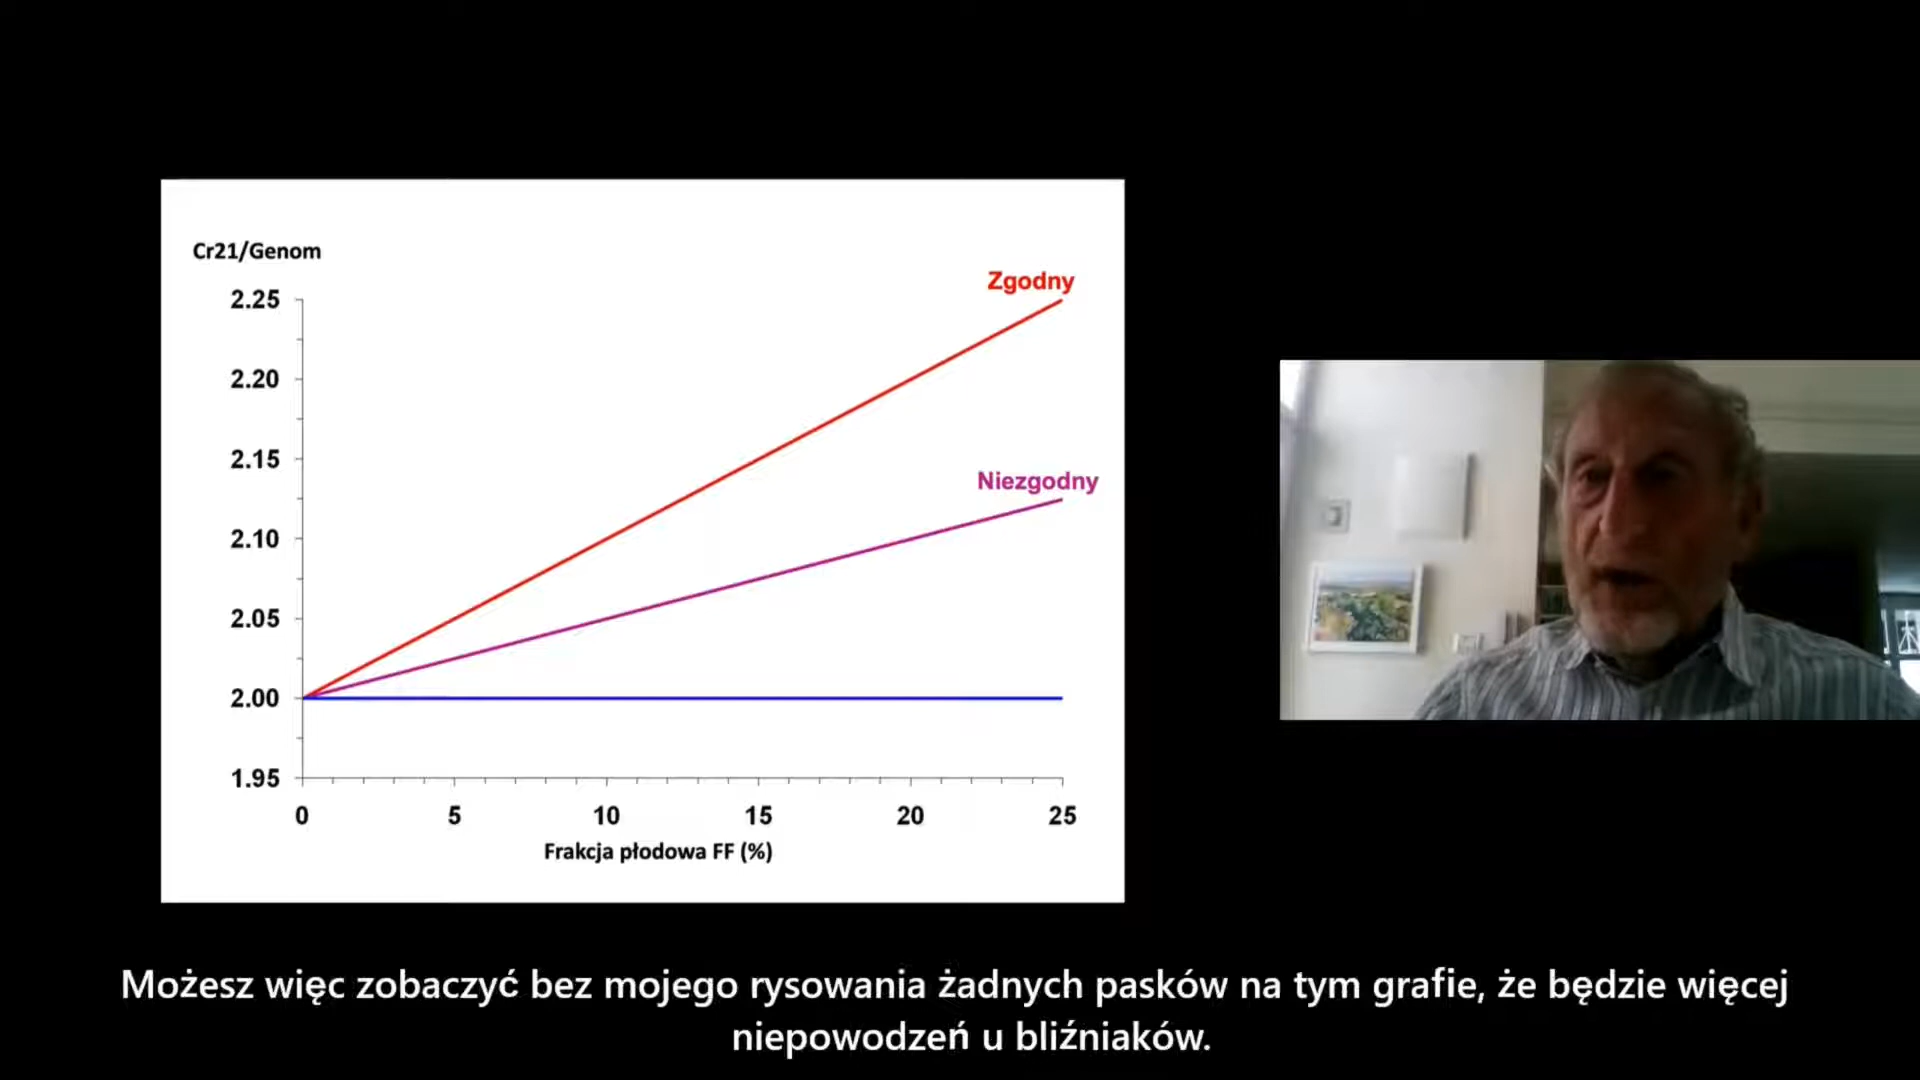 Cr21/Genom
Zgodny
2.25
2.20
2.15
Niezgodny
2.10
2.05
2.00
1.95
0 5 10 15 20 25
Frakcja płodowa FF (%)
Możesz więc zobaczyć bez mojego rysowania żadnych pasków na tym grafie, że będzie więcej
niepowodzeń u bliźniaków.